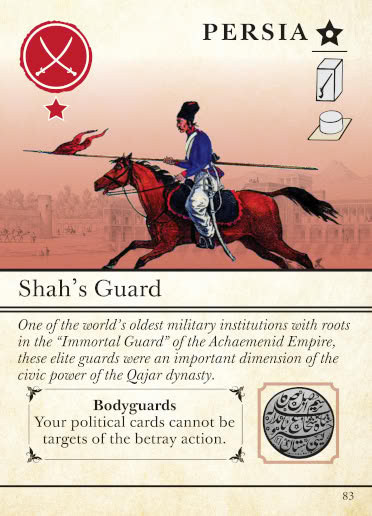 PERSIA
Shah's Guard
One of the world's oldest military institutions with roots
in the "Immortal Guard" of the Achaemenid Empire,
these elite guards were an important dimension of the
civic power of the Qajar dynasty.
Bodyguards
Your political cards cannot be
targets of the betray action.
83